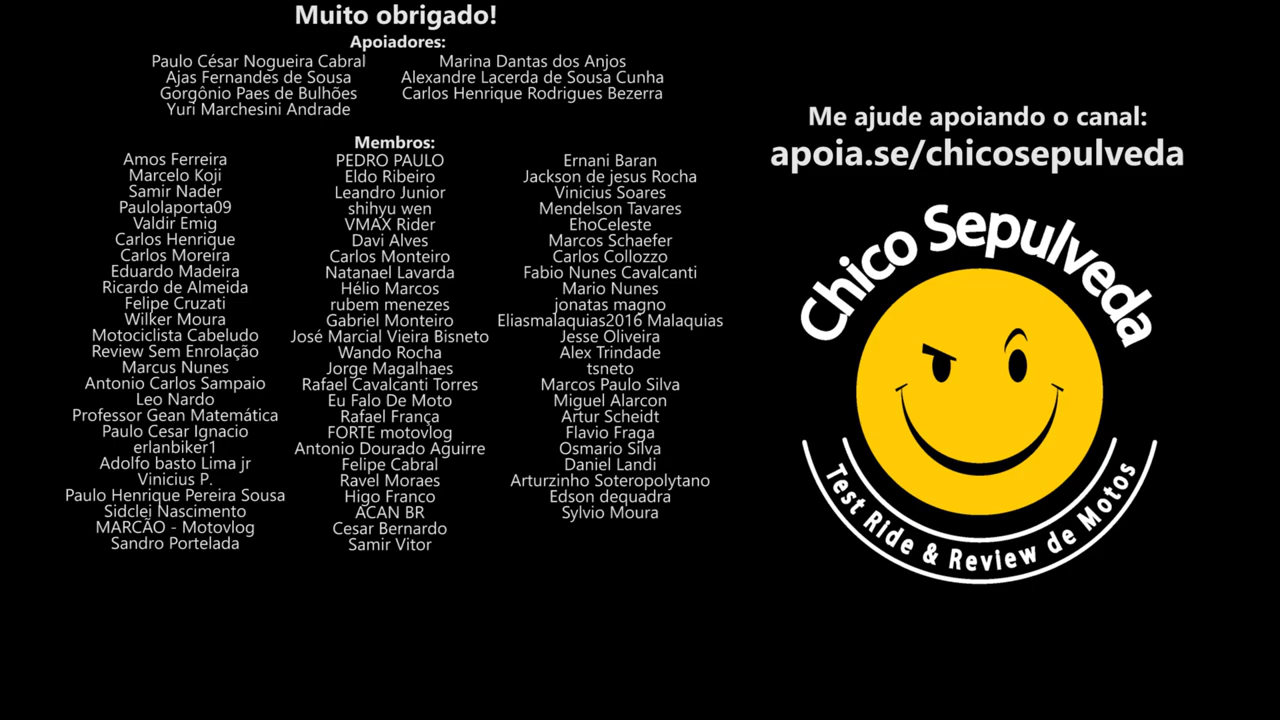 Muito obrigado!
Apoiadores:
Paulo César Nogueira Cabral
Ajas Fernandes de Sousa
Gorgônio Paes de Bulhões
Yuri Marchesini Andrade
Marina Dantas dos Anjos
Alexandre Lacerda de Sousa Cunha
Carlos Henrique Rodrigues Bezerra
Membros:
Amos Ferreira
Marcelo Koji
Samir Nader
Paulolaporta09
Valdir Emig
Carlos Henrique
Carlos Moreira
Eduardo Madeira
Ricardo de Almeida
Felipe Cruzati
Wilker Moura
Motociclista Cabeludo
Review Sem Enrolação
Marcus Nunes
Antonio Carlos Sampaio
Leo Nardo
Professor Gean Matemática
Paulo Cesar Ignacio
erlanbiker1
Adolfo basto Lima jr
Vinicius P.
Paulo Henrique Pereira Sousa
Sidclei Nascimento
MARCÃO - Motovlog
Sandro Portelada
PEDRO PAULO
Eldo Ribeiro
Leandro Junior
shihyu wen
VMAX Rider
Davi Alves
Carlos Monteiro
Natanael Lavarda
Hélio Marcos
rubem menezes
Gabriel Monteiro
José Marcial Vieira Bisneto
Wando Rocha
Jorge Magalhaes
Rafael Cavalcanti Torres
Eu Falo De Moto
Rafael França
FORTE motovlog
Antonio Dourado Aguirre
Felipe Cabral
Ravel Moraes
Higo Franco
ACAN BR
Cesar Bernardo
Samir Vitor
Ernani Baran
Jackson de jesus Rocha
Vinicius Soares
Mendelson Tavares
EhoCeleste
Marcos Schaefer
Carlos Collozzo
Fabio Nunes Cavalcanti
Mario Nunes
jonatas magno
Eliasmalaquias2016 Malaquias
Jesse Oliveira
Alex Trindade
tsneto
Marcos Paulo Silva
Miguel Alarcon
Artur Scheidt
Flavio Fraga
Osmario Silva
Daniel Landi
Arturzinho Soteropolytano
Edson dequadra
Sylvio Moura
Me ajude apoiando o canal:
apoia.se/chicosepulveda
Chico Sepulveda
Test Ride & Review de Motos